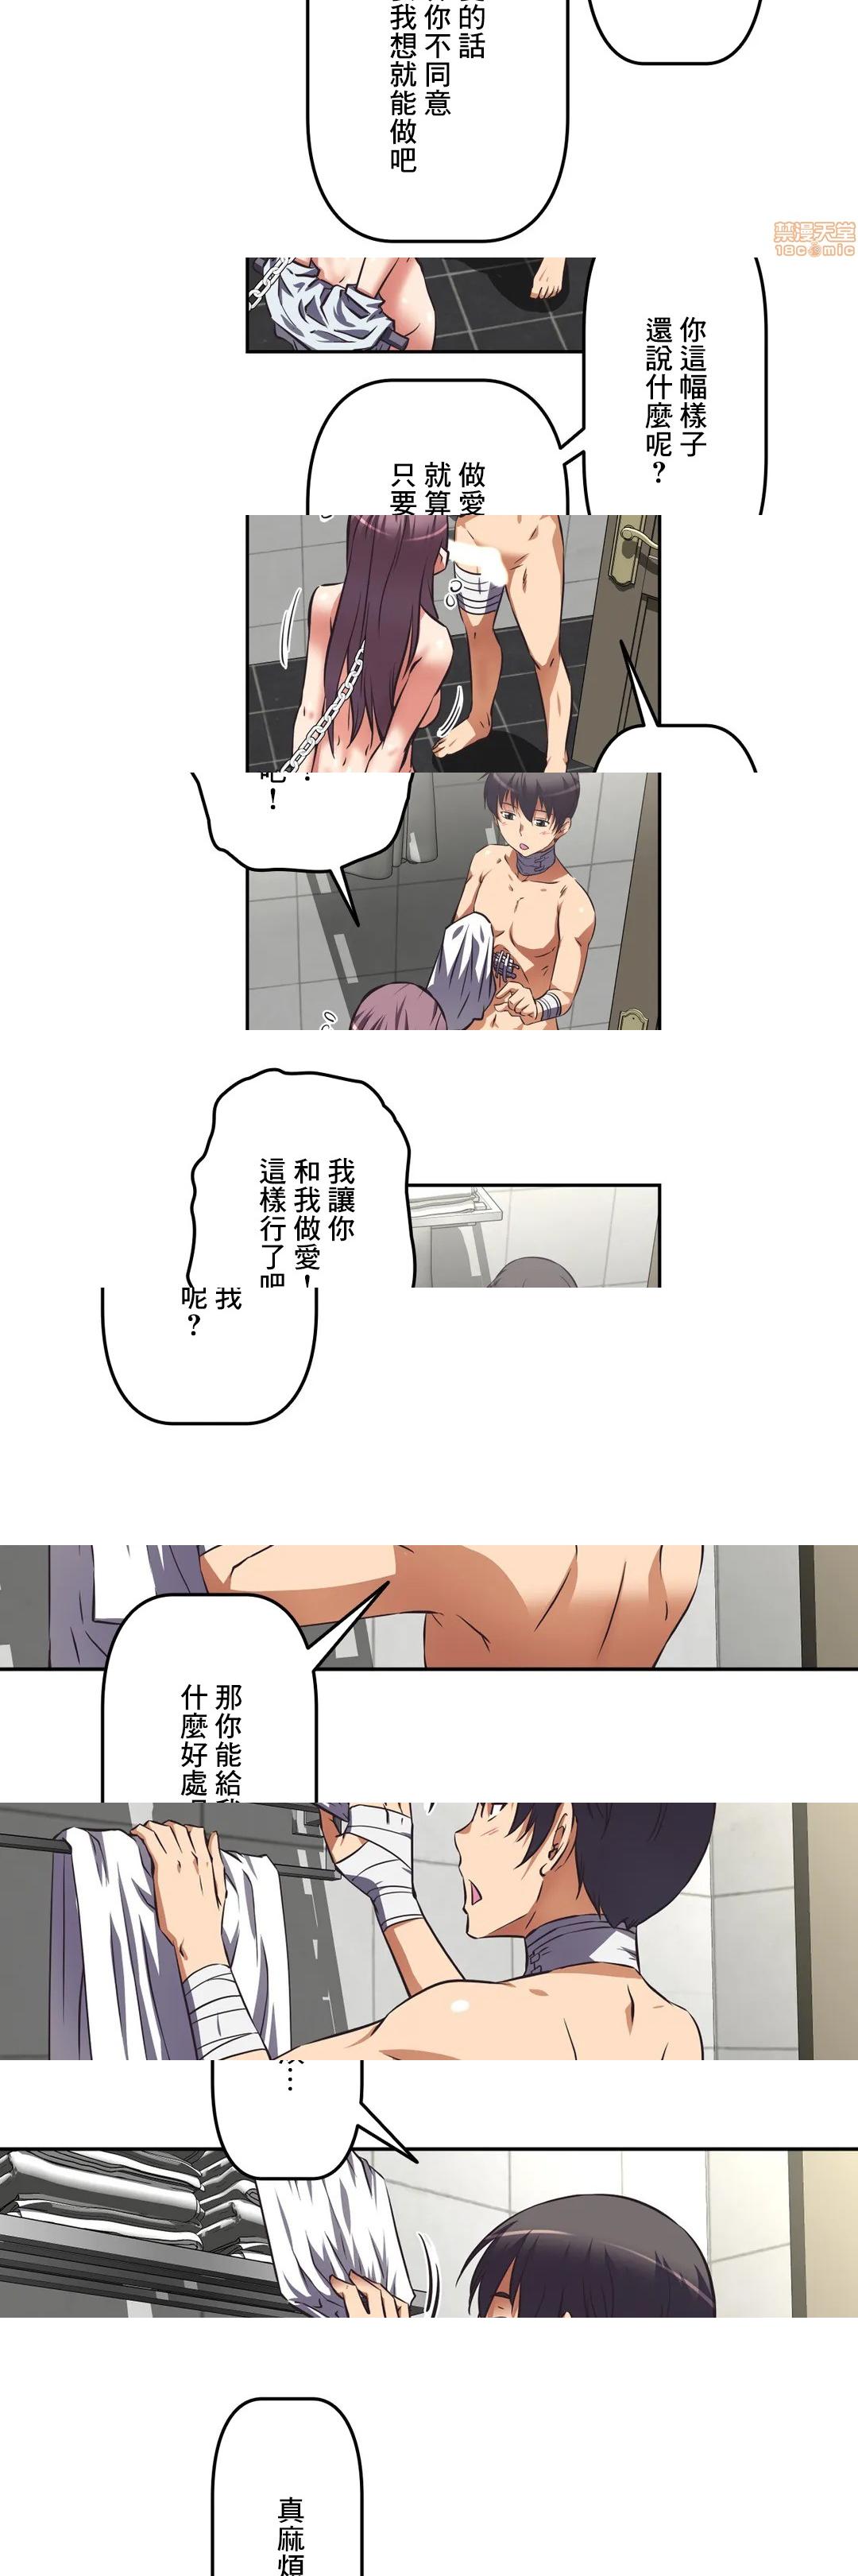 的話
你不同意
我想就能做吧
禁漫天堂
18comic
你這幅樣子
還說什麼呢？
做愛
就算
只要
！
我讓你
和我做愛！
這樣行了吧
我
呢？
那你能給
什麼好處
…
真麻煩